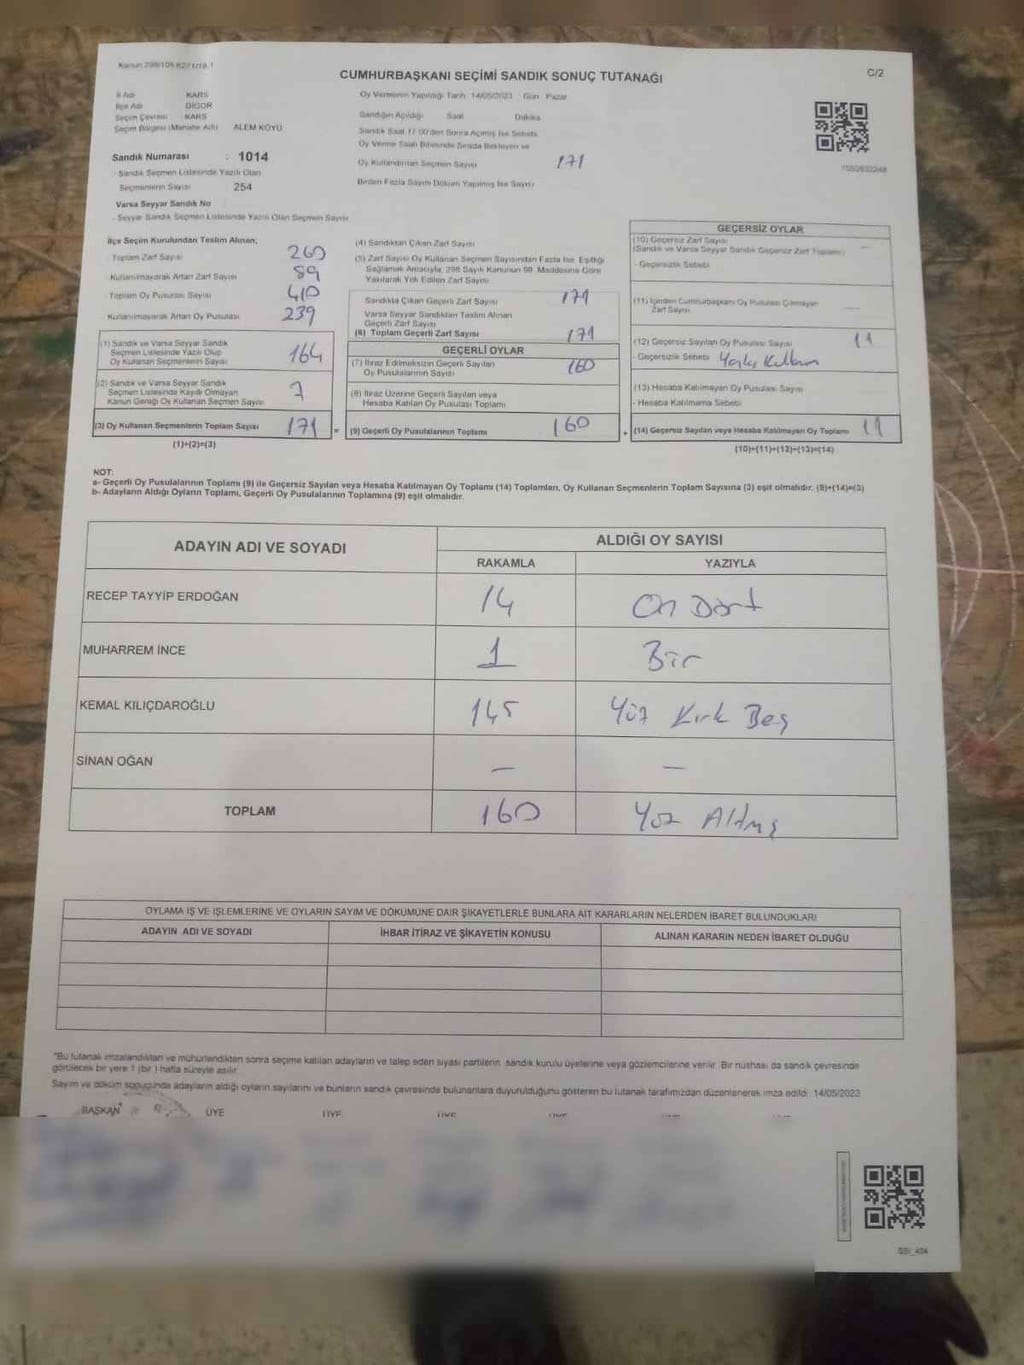 Kanun:298/105 627 1/19.1
CUMHURBAŞKANI SEÇİMİ SANDIK SONUÇ TUTANAĞI
C/2
İl Adı KARS
İlçe Adı DİGOR
Seçim Çevresi KARS
Seçim Bölgesi (Mahalle Adı) ALEM KÖYÜ
Sandık Numarası : 1014
- Sandık Seçmen Listesinde Yazılı Olan
Seçmenlerin Sayısı 254
Varsa Seyyar Sandık No
- Seyyar Sandık Seçmen Listesinde Yazılı Olan Seçmen Sayısı
Oy Vermenin Yapıldığı Tarih: 14/05/2023 Gün: Pazar
Sandığın Açıldığı Saat Dakika
Sandık Saat 17:00'den Sonra Açılmış İse Sebebi
Oy Verme Saati Bitiminde Sırada Bekleyen ve
Oy Kullandırılan Seçmen Sayısı 171
Birden Fazla Sayım Döküm Yapılmış İse Sayısı
İlçe Seçim Kurulundan Teslim Alınan;
- Toplam Zarf Sayısı 260
- Kullanılmayarak Artan Zarf Sayısı 89
- Toplam Oy Pusulası Sayısı 410
- Kullanılmayarak Artan Oy Pusulası 239
(1) Sandık ve Varsa Seyyar Sandık
Seçmen Listesinde Yazılı Olup
Oy Kullanan Seçmenlerin Sayısı 164
(2) Sandık ve Varsa Seyyar Sandık
Seçmen Listesinde Kayıtlı Olmayan
Kanun Gereği Oy Kullanan Seçmen Sayısı 7
(3) Oy Kullanan Seçmenlerin Toplam Sayısı 171
(1)+(2)=(3)
(4) Sandıktan Çıkan Zarf Sayısı
(5) Zarf Sayısı Oy Kullanan Seçmen Sayısından Fazla İse, Eşitliği
Sağlamak Amacıyla, 298 Sayılı Kanunun 98. Maddesine Göre
Yakılarak Yok Edilen Zarf Sayısı
Sandıkta Çıkan Geçerli Zarf Sayısı 171
Varsa Seyyar Sandıktan Teslim Alınan
Geçerli Zarf Sayısı
(6) Toplam Geçerli Zarf Sayısı 171
GEÇERLİ OYLAR
(7) İtiraz Edilmeksizin Geçerli Sayılan
Oy Pusulalarının Sayısı 160
(8) İtiraz Üzerine Geçerli Sayılan veya
Hesaba Katılan Oy Pusulası Toplamı
= (9) Geçerli Oy Pusulalarının Toplamı 160
GEÇERSİZ OYLAR
(10) Geçersiz Zarf Sayısı
(Sandık ve Varsa Seyyar Sandık Geçersiz Zarf Toplamı) —
- Geçersizlik Sebebi
(11) İçinden Cumhurbaşkanı Oy Pusulası Çıkmayan
Zarf Sayısı —
(12) Geçersiz Sayılan Oy Pusulası Sayısı 11
- Geçersizlik Sebebi Yanlış Kullanım
(13) Hesaba Katılmayan Oy Pusulası Sayısı
- Hesaba Katılmama Sebebi
+ (14) Geçersiz Sayılan veya Hesaba Katılmayan Oy Toplamı 11
(10)+(11)+(12)+(13)=(14)
NOT:
a- Geçerli Oy Pusulalarının Toplamı (9) ile Geçersiz Sayılan veya Hesaba Katılmayan Oy Toplamı (14) Toplamları, Oy Kullanan Seçmenlerin Toplam Sayısına (3) eşit olmalıdır. (9)+(14)=(3)
b- Adayların Aldığı Oyların Toplamı, Geçerli Oy Pusulalarının Toplamına (9) eşit olmalıdır.
ADAYIN ADI VE SOYADI
ALDIĞI OY SAYISI
RAKAMLA YAZIYLA
RECEP TAYYİP ERDOĞAN 14 On Dört
MUHARREM İNCE 1 Bir
KEMAL KILIÇDAROĞLU 145 Yüz Kırk Beş
SİNAN OĞAN — —
TOPLAM 160 Yüz Altmış
OYLAMA İŞ VE İŞLEMLERİNE VE OYLARIN SAYIM VE DÖKÜMÜNE DAİR ŞİKAYETLERLE BUNLARA AİT KARARLARIN NELERDEN İBARET BULUNDUKLARI
ADAYIN ADI VE SOYADI İHBAR İTİRAZ VE ŞİKAYETİN KONUSU ALINAN KARARIN NEDEN İBARET OLDUĞU
*Bu tutanak imzalandıktan ve mühürlendikten sonra seçime katılan adayların ve talep eden siyasi partilerin sandık kurulu üyelerine veya gözlemcilerine verilir. Bir nüshası da sandık çevresinde
görülecek bir yere 1 (bir) hafta süreyle asılır.
Sayım ve döküm sonucunda adayların aldığı oyların sayılarını ve bunların sandık çevresinde bulunanlara duyurulduğunu gösteren bu tutanak tarafımızdan düzenlenerek imza edildi. 14/05/2023
BAŞKAN ÜYE ÜYE ÜYE ÜYE